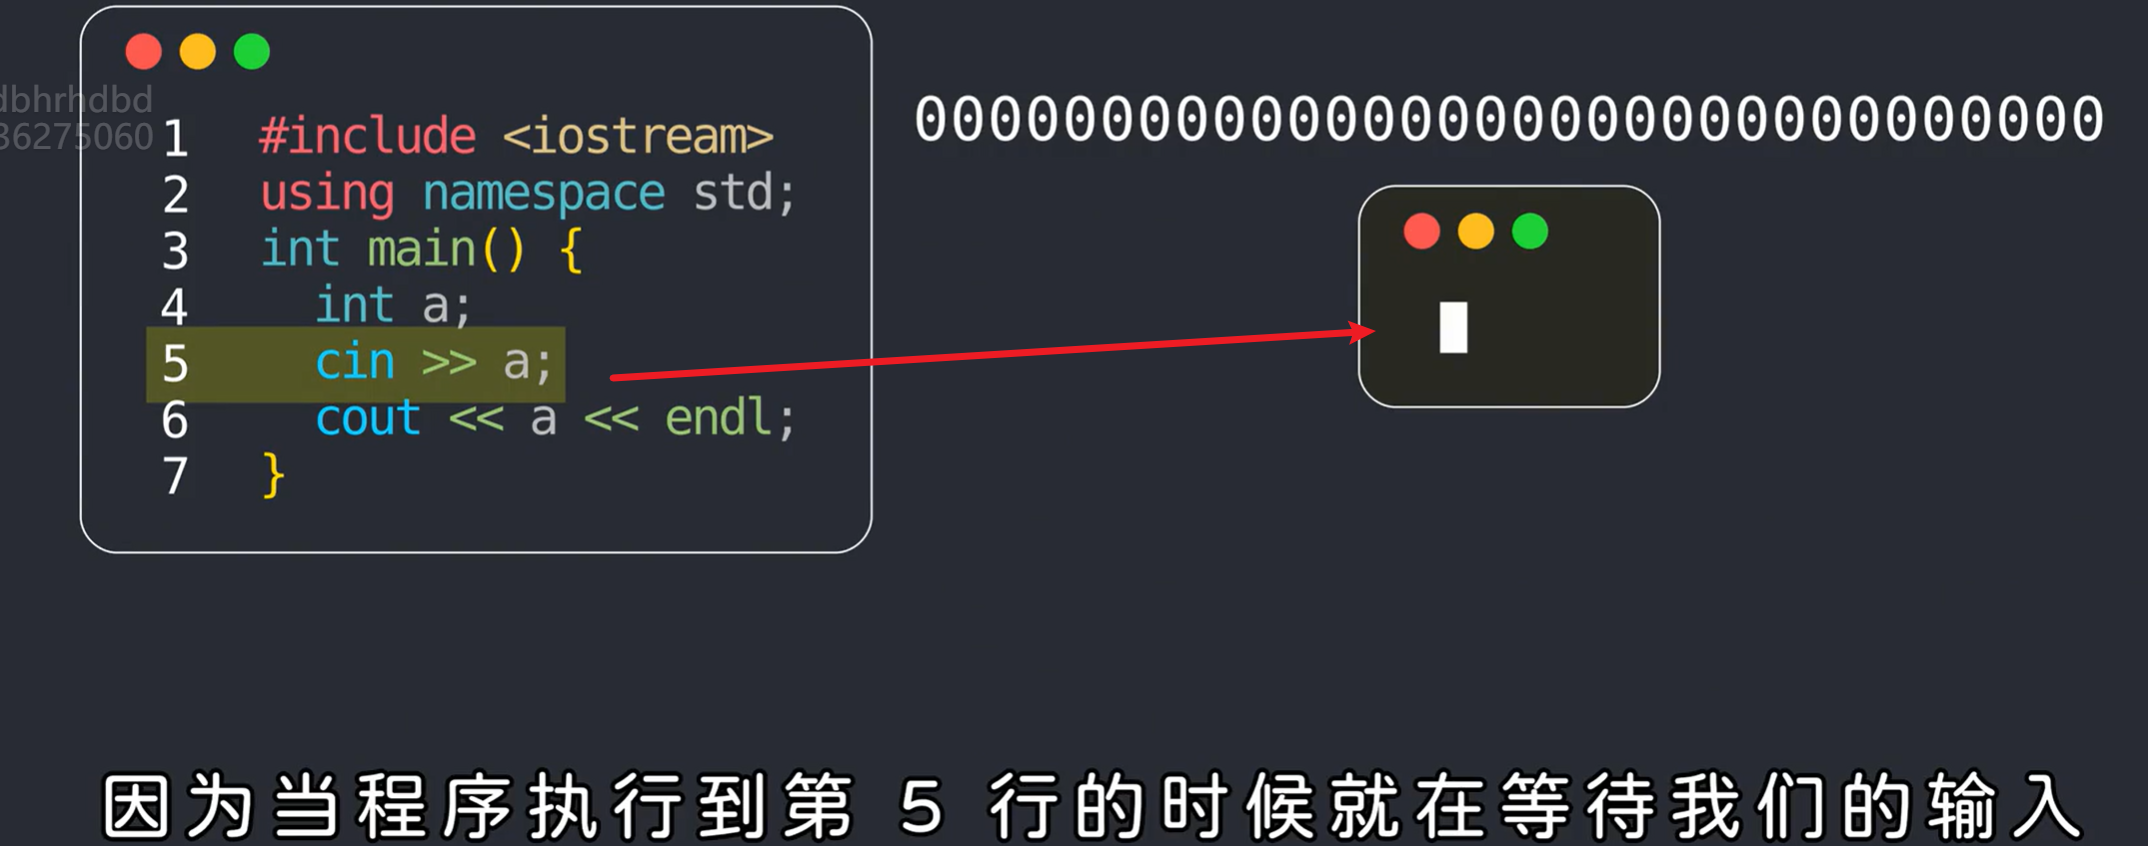 dbhrhdbd
36275060
1 #include <iostream>
2 using namespace std;
3 int main() {
4 int a;
5 cin >> a;
6 cout << a << endl;
7 }
00000000000000000000000000000000
因为当程序执行到第 5 行的时候就在等待我们的输入